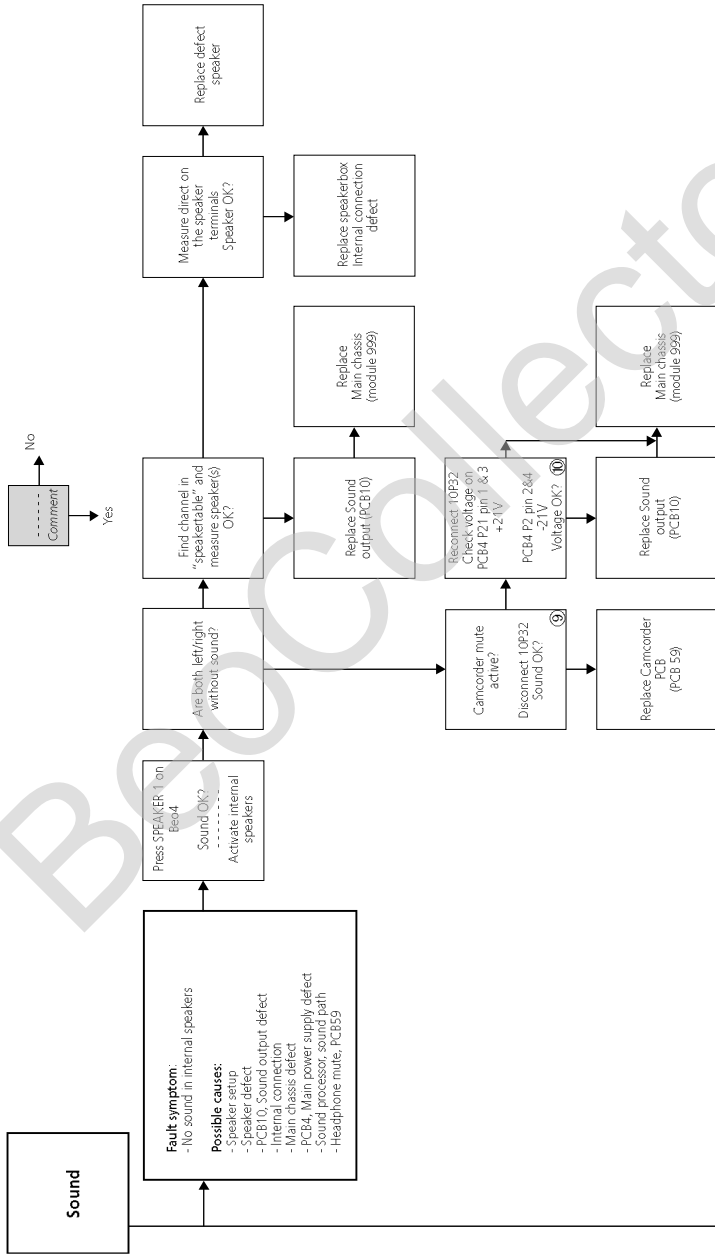 Sound
Fault symptom:
- No sound in internal speakers
Possible causes:
- Speaker setup
- Speaker defect
- PCB10, Sound output defect
- Internal connection
- Main chassis defect
- PCB4, Main power supply defect
- Sound processor, sound path
- Headphone mute, PCB59
Press SPEAKER 1 on
Beo4
Sound OK?
- - - - - - - - -
Activate internal
speakers
Are both left/right
without sound?
Find channel in
"speakertable" and
measure speaker(s)
OK?
Measure direct on
the speaker
terminals
Speaker OK?
Replace defect
speaker
- - - - - -
Comment
No
Yes
Replace Sound
output (PCB10)
Replace
Main chassis
(module 999)
Replace speakerbox
Internal connection
defect
Camcorder mute
active?
Disconnect 10P32
Sound OK?
⑨
Reconnect 10P32
Check voltage on
PCB4 P21 pin 1 & 3
+21V
PCB4 P2 pin 2&4
-21V
Voltage OK? ⑩
Replace Camcorder
PCB
(PCB 59)
Replace Sound
output
(PCB10)
Replace
Main chassis
(module 999)
BeoCollecto